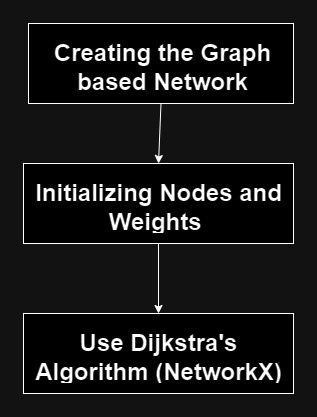 Creating the Graph
based Network
Initializing Nodes and
Weights
Use Dijkstra's
Algorithm (NetworkX)